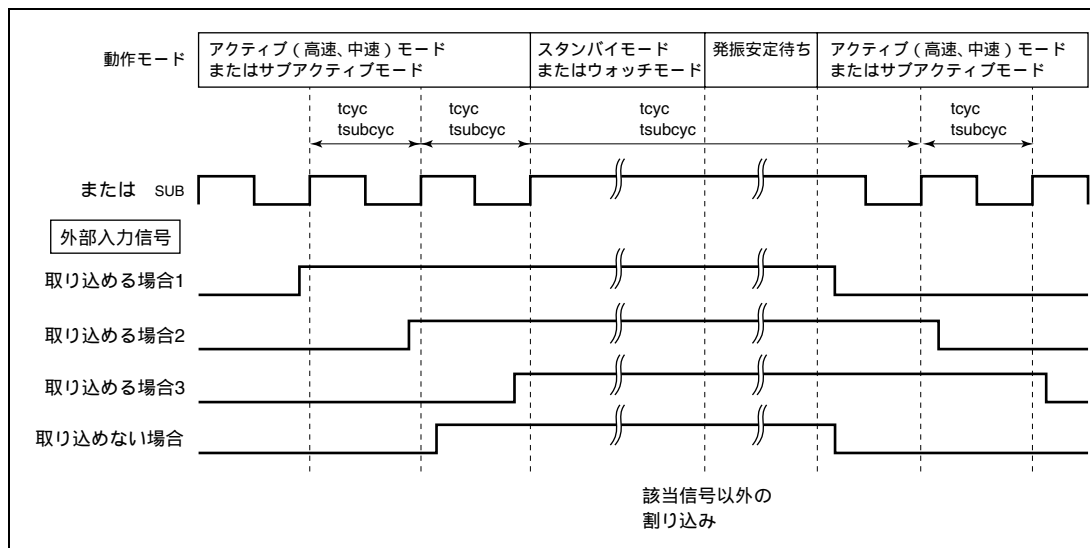 動作モード
アクティブ(高速、中速)モード
またはサブアクティブモード
スタンバイモード
またはウォッチモード
発振安定待ち
アクティブ(高速、中速)モード
またはサブアクティブモード
tcyc
tsubcyc
tcyc
tsubcyc
tcyc
tsubcyc
tcyc
tsubcyc
または SUB
外部入力信号
取り込める場合1
取り込める場合2
取り込める場合3
取り込めない場合
該当信号以外の
割り込み